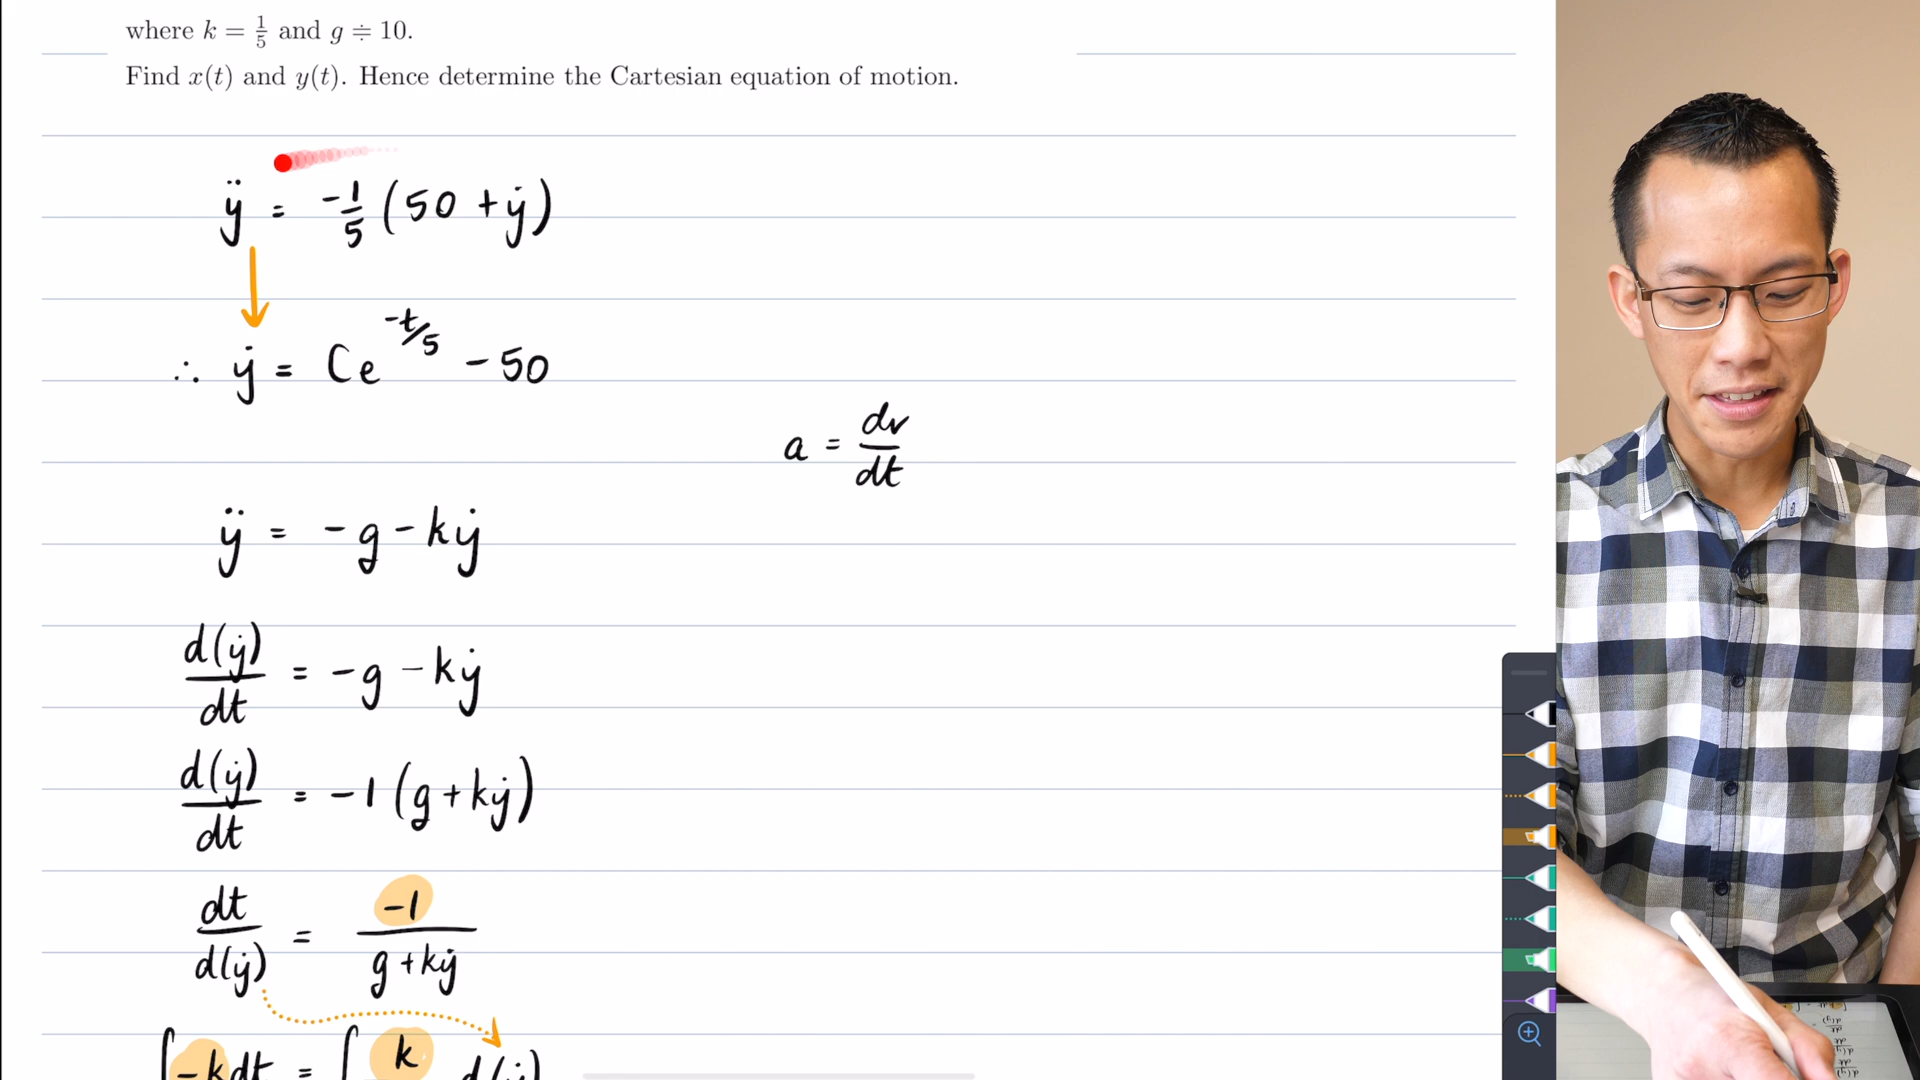 where k = 1/5 and g ≑ 10.
Find x(t) and y(t). Hence determine the Cartesian equation of motion.
ÿ = -1/5 (50 + ẏ)
∴ ẏ = Ce^(-t/5) - 50
a = dv/dt
ÿ = -g - kẏ
d(ẏ)/dt = -g - kẏ
d(ẏ)/dt = -1 (g + kẏ)
dt/d(ẏ) = -1/(g + kẏ)
∫ -k dt = ∫ k d(ẏ)